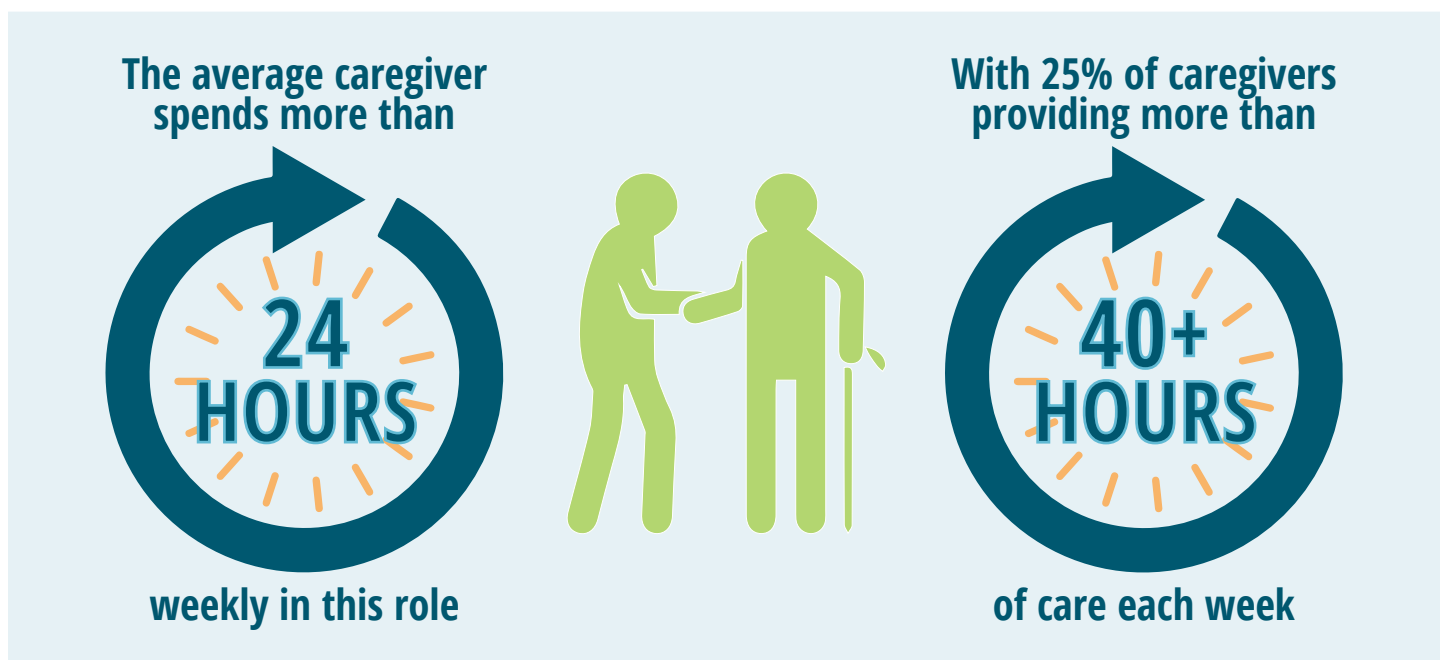 The average caregiver
spends more than
24
HOURS
weekly in this role
With 25% of caregivers
providing more than
40+
HOURS
of care each week